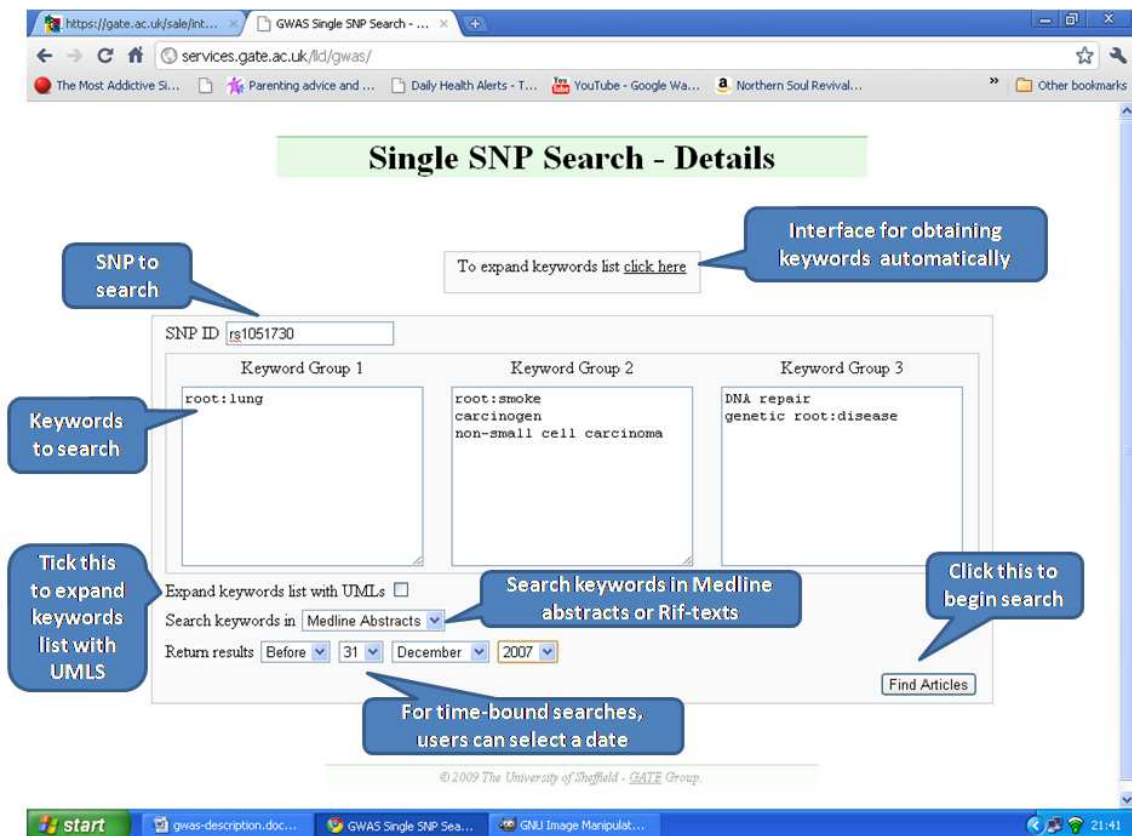 https://gate.ac.uk/sale/int...
GWAS Single SNP Search - ...
services.gate.ac.uk/lld/gwas/
The Most Addictive Si...
Parenting advice and ...
Daily Health Alerts - T...
YouTube - Google Wa...
Northern Soul Revival...
»
Other bookmarks
Single SNP Search - Details
Interface for obtaining
keywords automatically
SNP to
search
To expand keywords list click here
SNP ID rs1051730
Keyword Group 1
Keyword Group 2
Keyword Group 3
Keywords
to search
root:lung
root:smoke
carcinogen
non-small cell carcinoma
DNA repair
genetic root:disease
Tick this
to expand
keywords
list with
UMLS
Expand keywords list with UMLs
Search keywords in Medline
abstracts or Rif-texts
Click this to
begin search
Search keywords in Medline Abstracts
Return results Before 31 December 2007
Find Articles
For time-bound searches,
users can select a date
© 2009 The University of Sheffield - GATE Group.
start
gwas-description.doc...
GWAS Single SNP Sea...
GNU Image Manipulat...
21:41